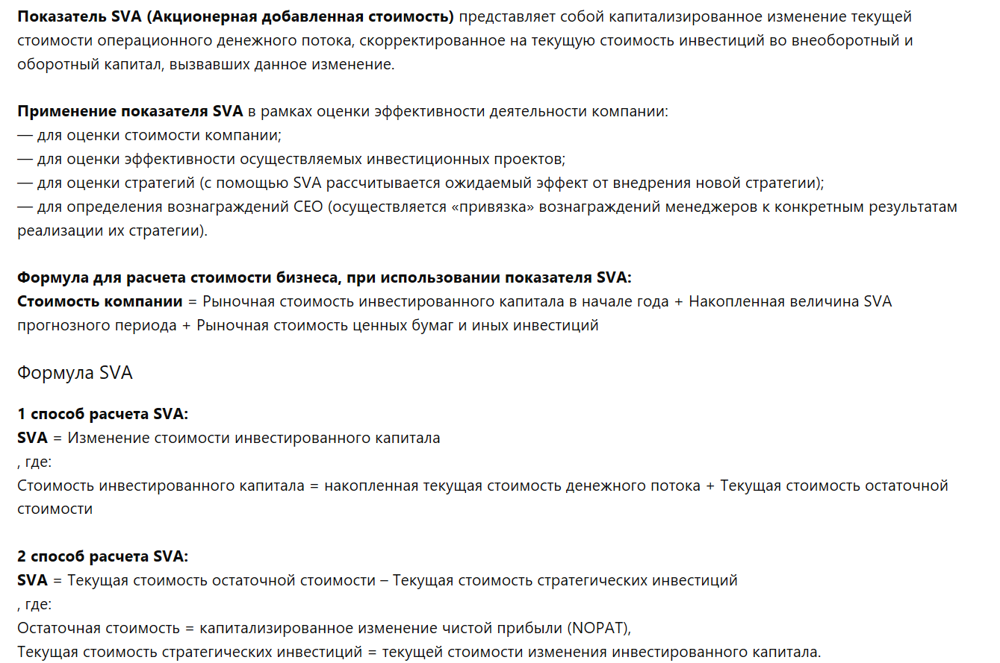 Показатель SVA (Акционерная добавленная стоимость) представляет собой капитализированное изменение текущей
стоимости операционного денежного потока, скорректированное на текущую стоимость инвестиций во внеоборотный и
оборотный капитал, вызвавших данное изменение.
Применение показателя SVA в рамках оценки эффективности деятельности компании:
— для оценки стоимости компании;
— для оценки эффективности осуществляемых инвестиционных проектов;
— для оценки стратегий (с помощью SVA рассчитывается ожидаемый эффект от внедрения новой стратегии);
— для определения вознаграждений CEO (осуществляется «привязка» вознаграждений менеджеров к конкретным результатам
реализации их стратегии).
Формула для расчета стоимости бизнеса, при использовании показателя SVA:
Стоимость компании = Рыночная стоимость инвестированного капитала в начале года + Накопленная величина SVA
прогнозного периода + Рыночная стоимость ценных бумаг и иных инвестиций
Формула SVA
1 способ расчета SVA:
SVA = Изменение стоимости инвестированного капитала
, где:
Стоимость инвестированного капитала = накопленная текущая стоимость денежного потока + Текущая стоимость остаточной
стоимости
2 способ расчета SVA:
SVA = Текущая стоимость остаточной стоимости – Текущая стоимость стратегических инвестиций
, где:
Остаточная стоимость = капитализированное изменение чистой прибыли (NOPAT),
Текущая стоимость стратегических инвестиций = текущей стоимости изменения инвестированного капитала.